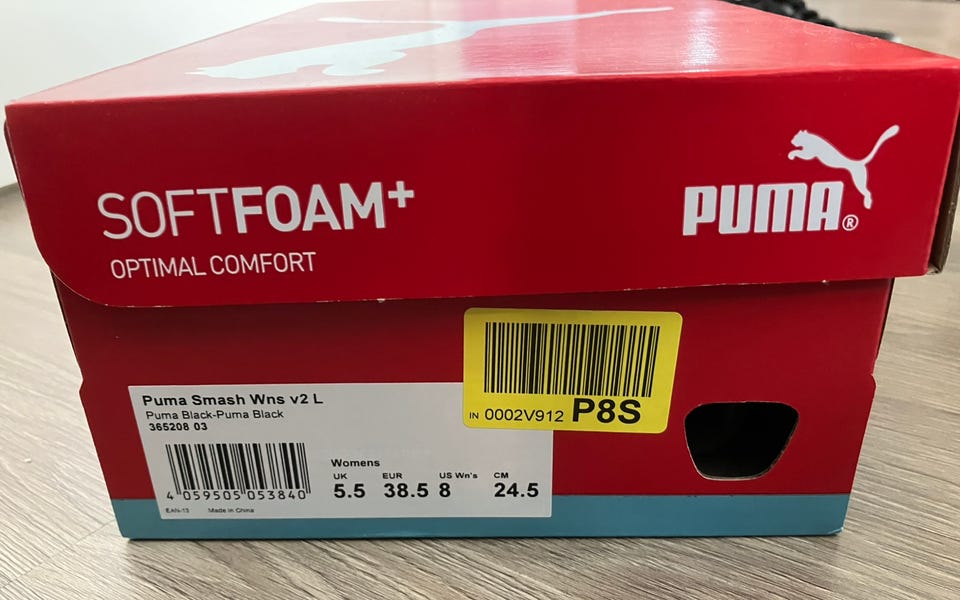 SOFTFOAM+
OPTIMAL COMFORT
PUMA®
IN 0002V912 P8S
Puma Smash Wns v2 L
Puma Black-Puma Black
365208 03
4 059505 053840
EAN-13 Made in China
Womens
UK EUR US Wn's CM
5.5 38.5 8 24.5